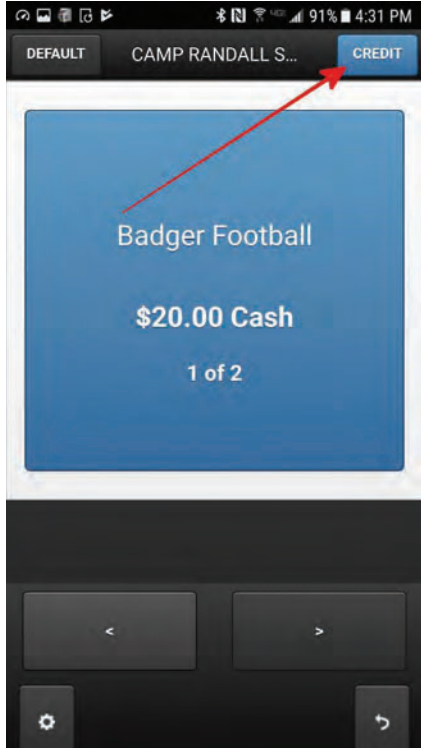 91% 4:31 PM
DEFAULT CAMP RANDALL S... CREDIT
Badger Football
$20.00 Cash
1 of 2
< >